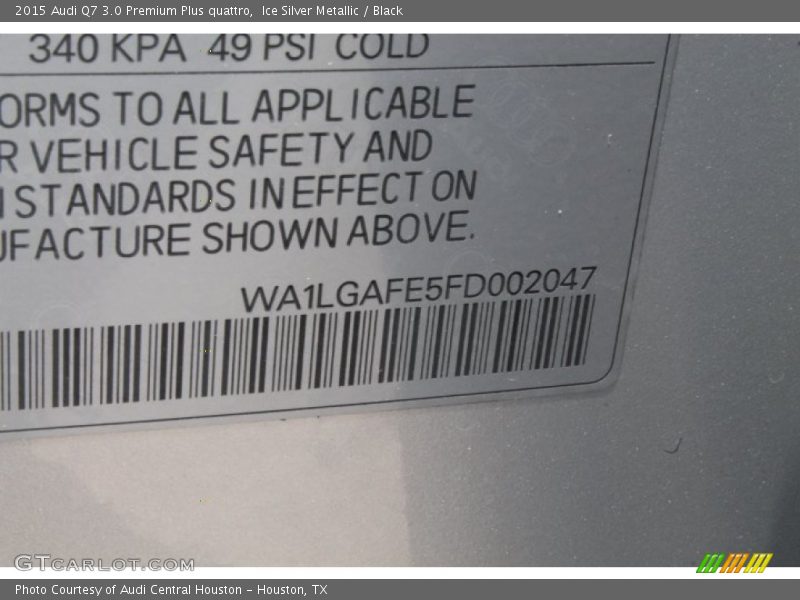 2015 Audi Q7 3.0 Premium Plus quattro, Ice Silver Metallic / Black
340 KPA 49 PSI COLD
ORMS TO ALL APPLICABLE
R VEHICLE SAFETY AND
STANDARDS IN EFFECT ON
UFACTURE SHOWN ABOVE.
WA1LGAFE5FD002047
GTCARLOT.COM
Photo Courtesy of Audi Central Houston - Houston, TX